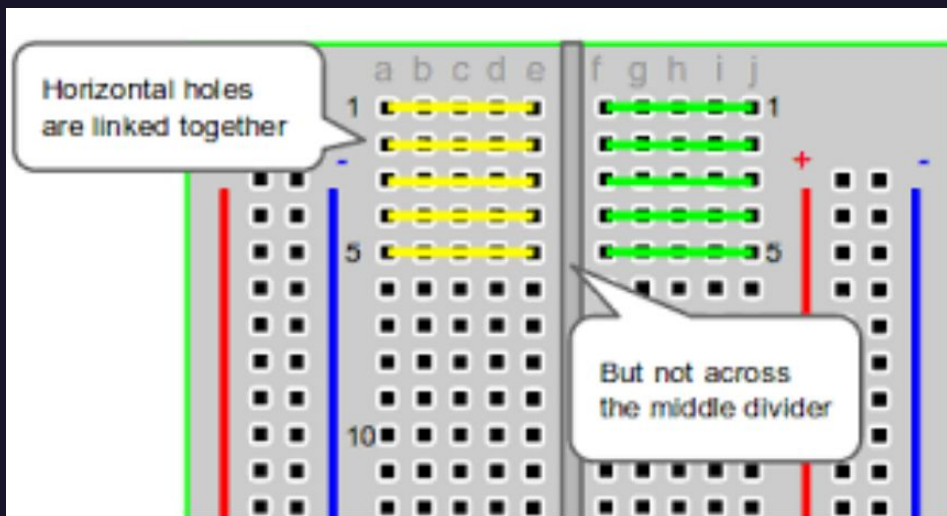 a b c d e f g h i j
Horizontal holes
are linked together
1 1
- + -
5 5
But not across
the middle divider
10